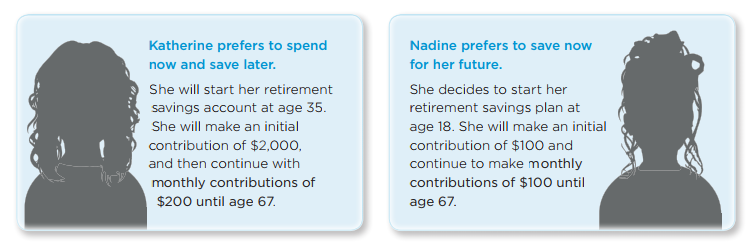 Katherine prefers to spend
now and save later.
She will start her retirement
savings account at age 35.
She will make an initial
contribution of $2,000,
and then continue with
monthly contributions of
$200 until age 67.
Nadine prefers to save now
for her future.
She decides to start her
retirement savings plan at
age 18. She will make an initial
contribution of $100 and
continue to make monthly
contributions of $100 until
age 67.